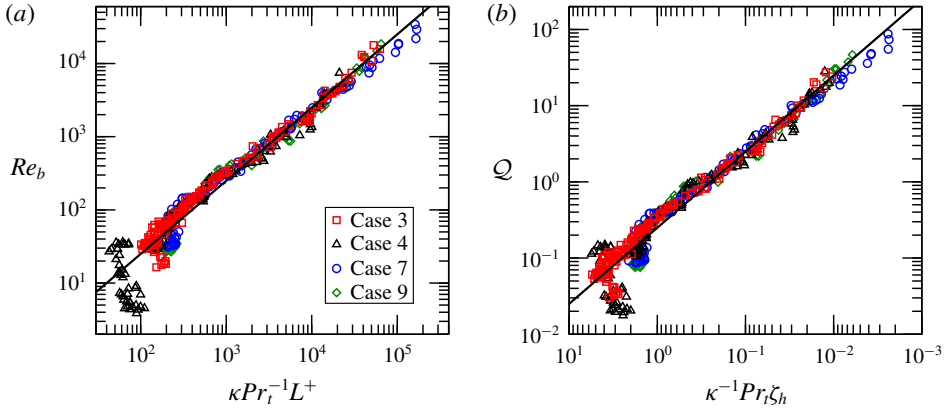 (a)
10^4
10^3
Re_b
10^2
10^1
10^2 10^3 10^4 10^5
κPr_t^{-1}L^+
Case 3
Case 4
Case 7
Case 9
(b)
10^2
10^1
Q
10^0
10^{-1}
10^{-2}
10^1 10^0 10^{-1} 10^{-2} 10^{-3}
κ^{-1}Pr_tζ_h